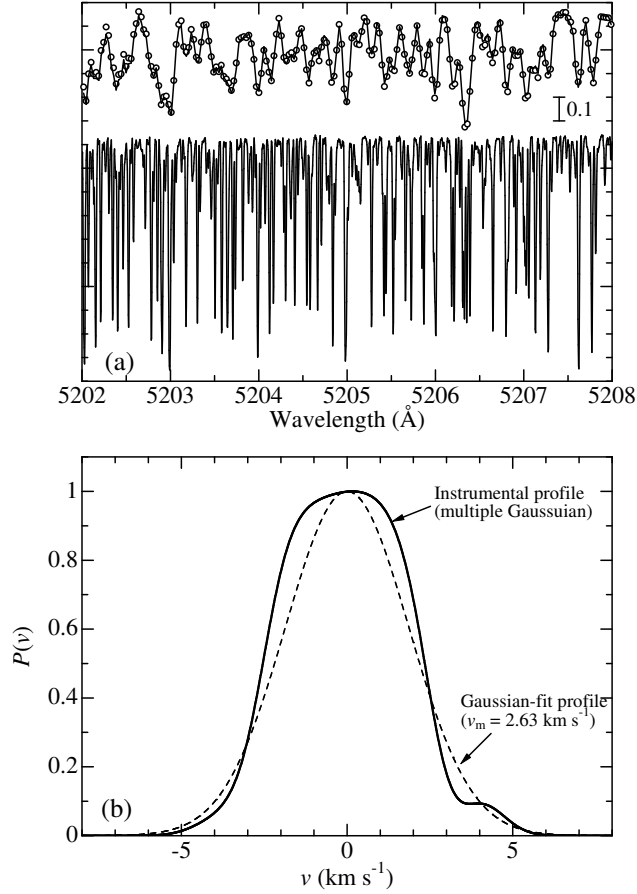 0.1
(a)
5202 5203 5204 5205 5206 5207 5208
Wavelength (Å)
1
Instrumental profile
(multiple Gaussuian)
0.8
0.6
P(v)
0.4
Gaussian-fit profile
(vm = 2.63 km s-1)
0.2
(b)
0
-5 0 5
v (km s-1)